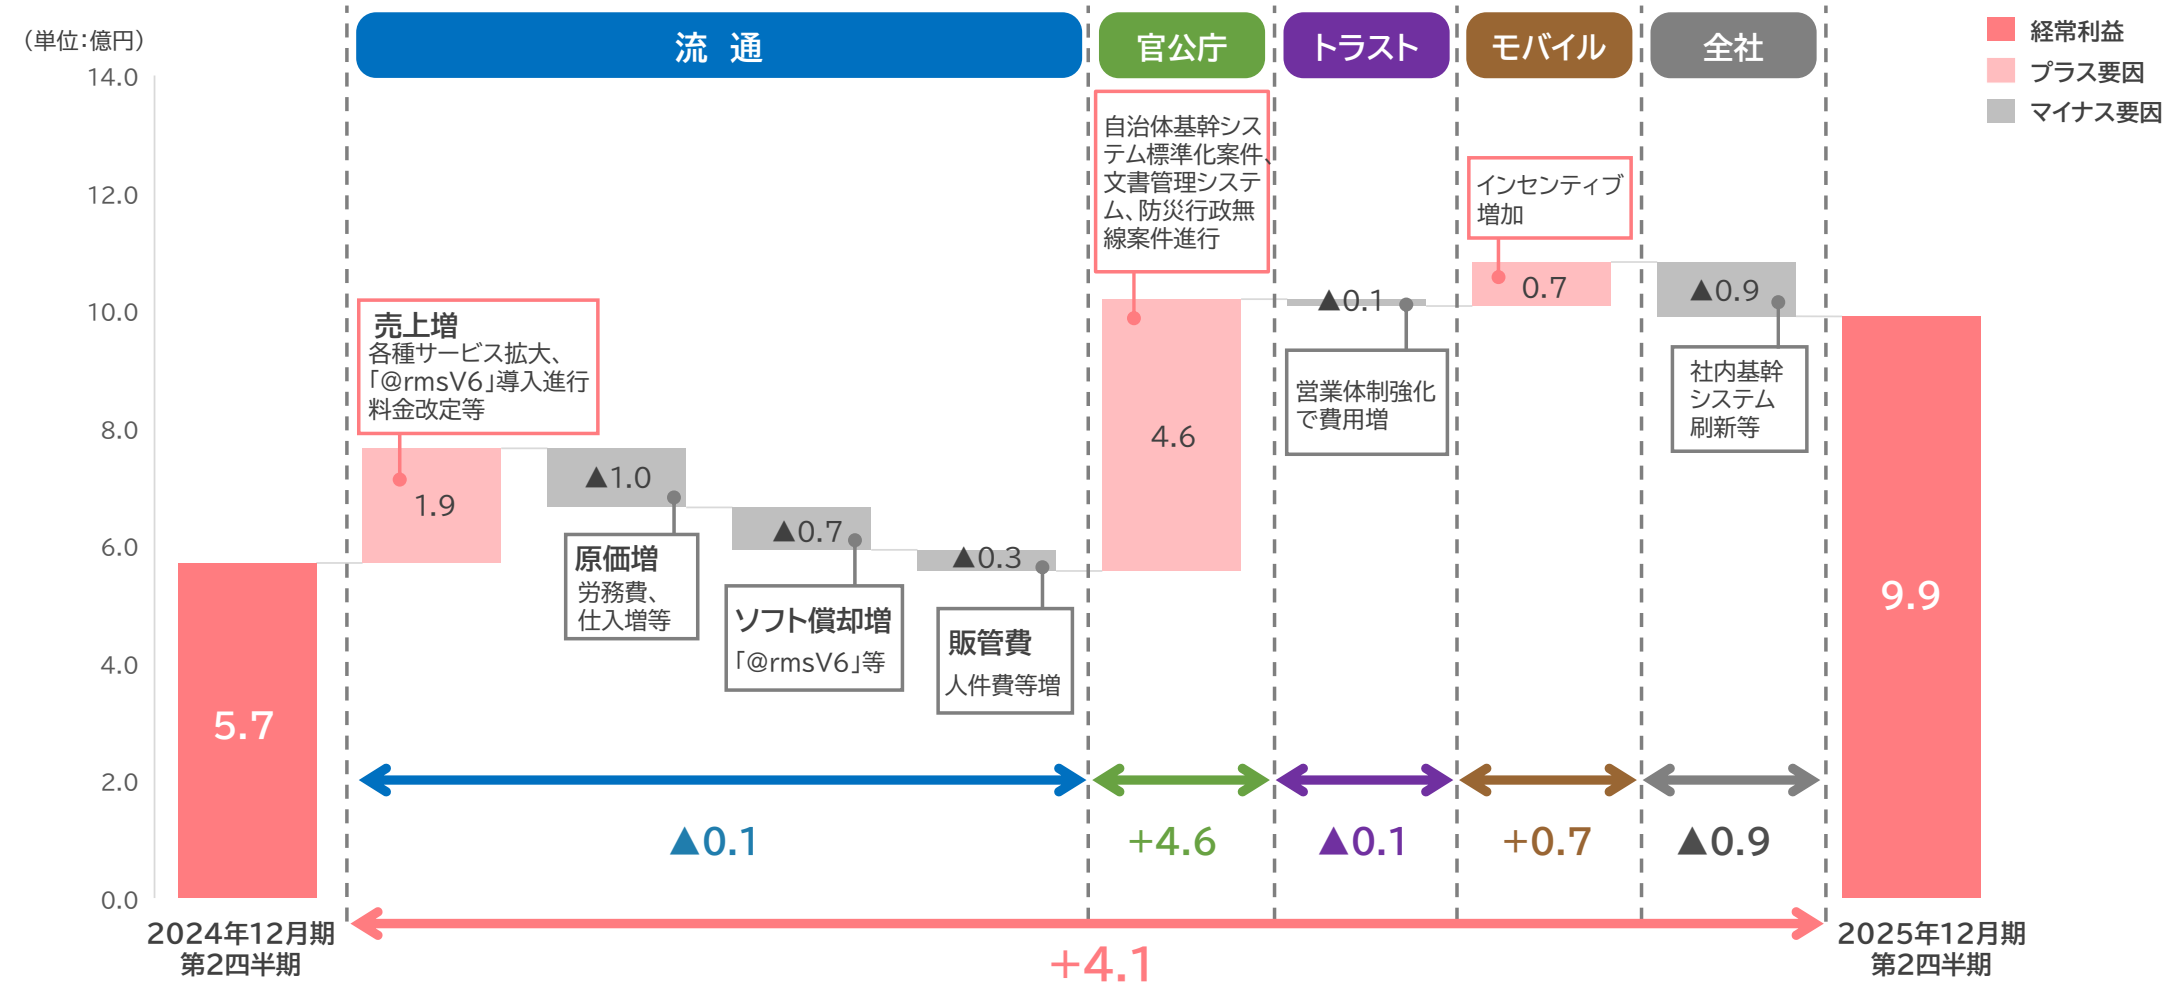 （単位：億円）
流 通
官公庁
トラスト
モバイル
全社
経常利益
プラス要因
マイナス要因
14.0
12.0
10.0
8.0
6.0
4.0
2.0
0.0
5.7
売上増
各種サービス拡大、
「@rmsV6」導入進行
料金改定等
1.9
▲1.0
原価増
労務費、
仕入増等
▲0.7
ソフト償却増
「@rmsV6」等
▲0.3
販管費
人件費等増
自治体基幹シス
テム標準化案件、
文書管理システ
ム、防災行政無
線案件進行
4.6
▲0.1
営業体制強化
で費用増
インセンティブ
増加
0.7
▲0.9
社内基幹
システム
刷新等
9.9
▲0.1
+4.6
▲0.1
+0.7
▲0.9
+4.1
2024年12月期
第2四半期
2025年12月期
第2四半期